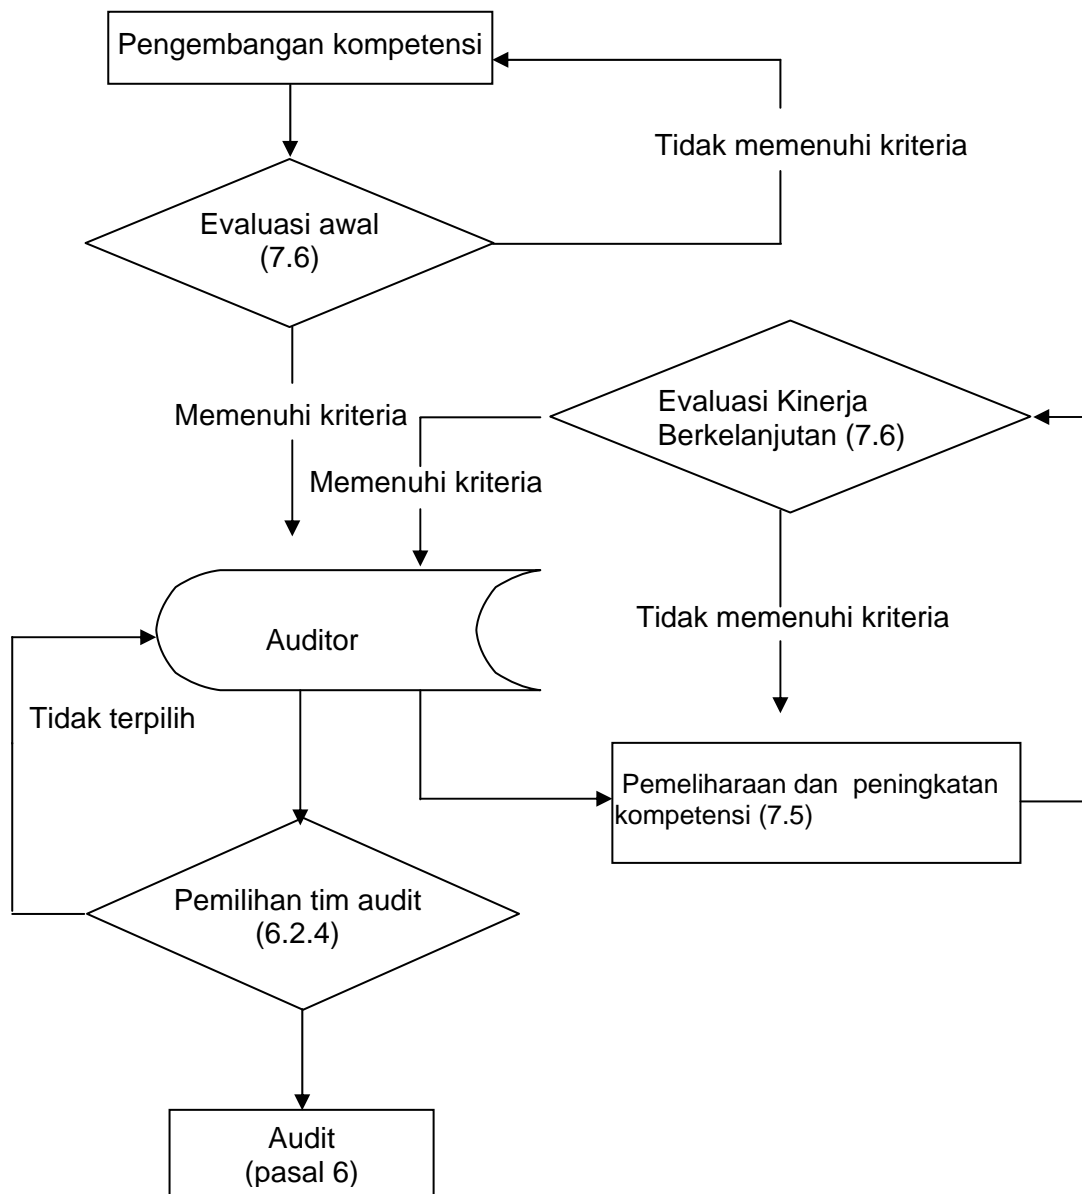 Pengembangan kompetensi
Tidak memenuhi kriteria
Evaluasi awal
(7.6)
Evaluasi Kinerja
Berkelanjutan (7.6)
Memenuhi kriteria
Memenuhi kriteria
Tidak memenuhi kriteria
Auditor
Tidak terpilih
Pemeliharaan dan peningkatan
kompetensi (7.5)
Pemilihan tim audit
(6.2.4)
Audit
(pasal 6)